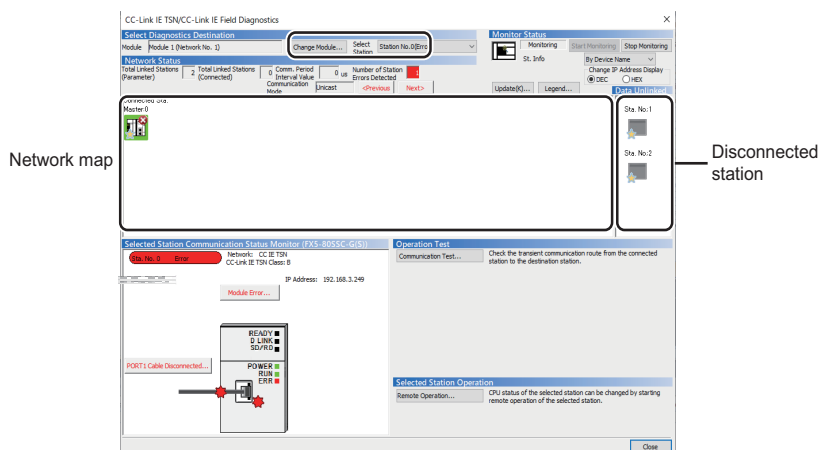 CC-Link IE TSN/CC-Link IE Field Diagnostics
Select Diagnostics Destination
Module Module 1 (Network No. 1) Change Module... Select Station Station No.0(Erro
Monitor Status
Monitoring Start Monitoring Stop Monitoring
Network Status
St. Info By Device Name
Total Linked Stations (Parameter) 2 Total Linked Stations (Connected) 0 Comm. Period Interval Value 0 us Number of Station Errors Detected 1
Change IP Address Display
DEC HEX
Communication Mode Unicast <Previous Next> Update(K)... Legend...
Data Unlinked
Connected Sta.
Master:0
Sta. No:1
Sta. No:2
Network map
Disconnected station
Selected Station Communication Status Monitor (FX5-80SSC-G(S))
Operation Test
Sta. No. 0 Error
Network: CC IE TSN
CC-Link IE TSN Class: B
Communication Test...
Check the transient communication route from the connected
station to the destination station.
IP Address: 192.168.3.249
Module Error...
READY
D LINK
SD/RD
PORT1 Cable Disconnected...
POWER
RUN
ERR
Selected Station Operation
Remote Operation...
CPU status of the selected station can be changed by starting
remote operation of the selected station.
Close